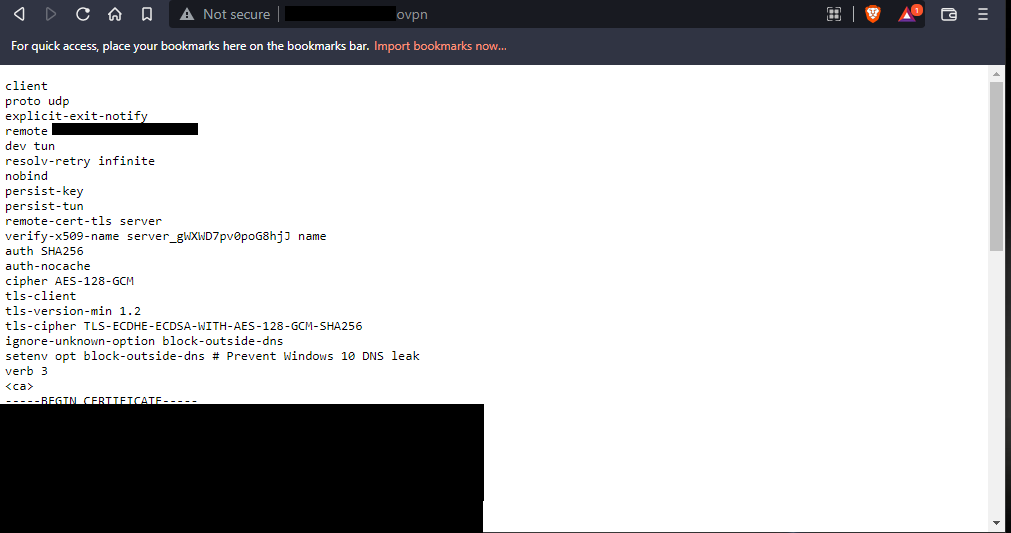 Not secure
ovpn
1
For quick access, place your bookmarks here on the bookmarks bar. Import bookmarks now...
client
proto udp
explicit-exit-notify
remote
dev tun
resolv-retry infinite
nobind
persist-key
persist-tun
remote-cert-tls server
verify-x509-name server_gWXWD7pv0poG8hjJ name
auth SHA256
auth-nocache
cipher AES-128-GCM
tls-client
tls-version-min 1.2
tls-cipher TLS-ECDHE-ECDSA-WITH-AES-128-GCM-SHA256
ignore-unknown-option block-outside-dns
setenv opt block-outside-dns # Prevent Windows 10 DNS leak
verb 3
<ca>
-----BEGIN CERTIFICATE-----